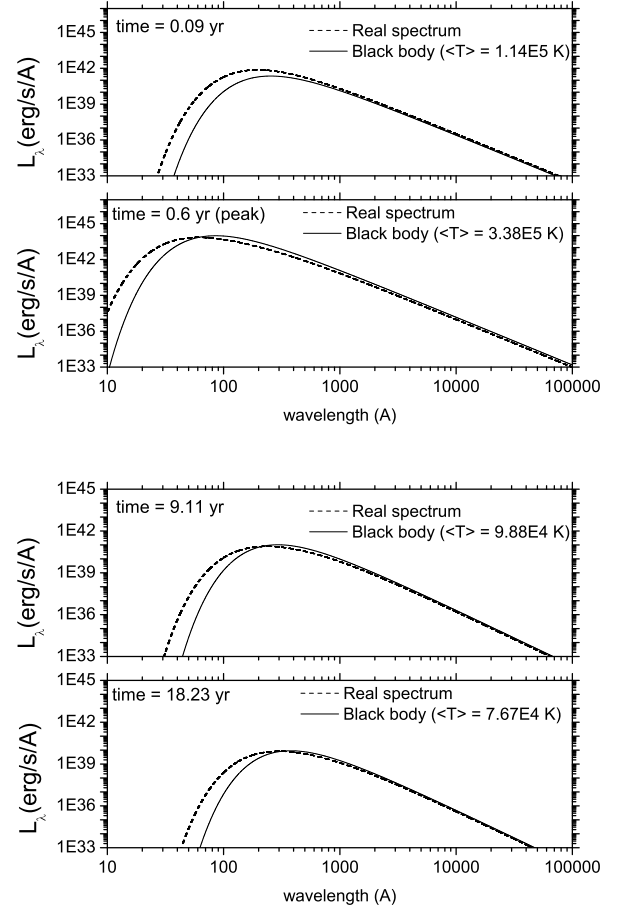 1E45
1E42
1E39
1E36
1E33
L_λ(erg/s/A)
time = 0.09 yr
Real spectrum
Black body (<T> = 1.14E5 K)
1E45
1E42
1E39
1E36
1E33
L_λ(erg/s/A)
time = 0.6 yr (peak)
Real spectrum
Black body (<T> = 3.38E5 K)
10 100 1000 10000 100000
wavelength (A)
1E45
1E42
1E39
1E36
1E33
L_λ(erg/s/A)
time = 9.11 yr
Real spectrum
Black body (<T> = 9.88E4 K)
1E45
1E42
1E39
1E36
1E33
L_λ(erg/s/A)
time = 18.23 yr
Real spectrum
Black body (<T> = 7.67E4 K)
10 100 1000 10000 100000
wavelength (A)